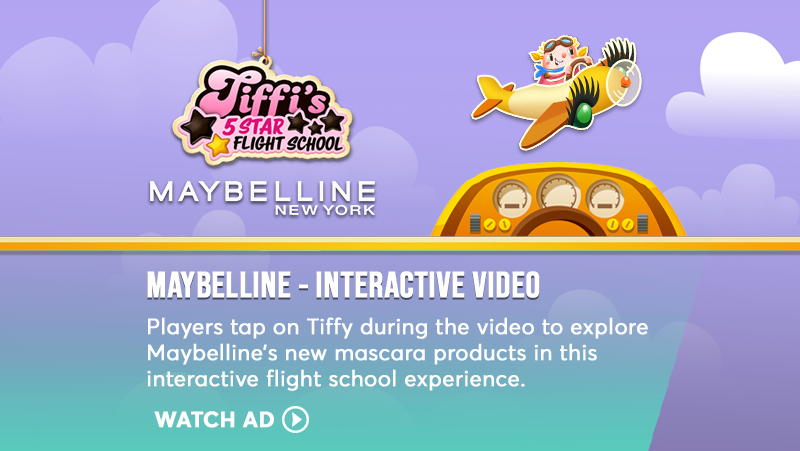 Tiffi's
5 STAR
FLIGHT SCHOOL
MAYBELLINE
NEW YORK
MAYBELLINE - INTERACTIVE VIDEO
Players tap on Tiffy during the video to explore
Maybelline's new mascara products in this
interactive flight school experience.
WATCH AD